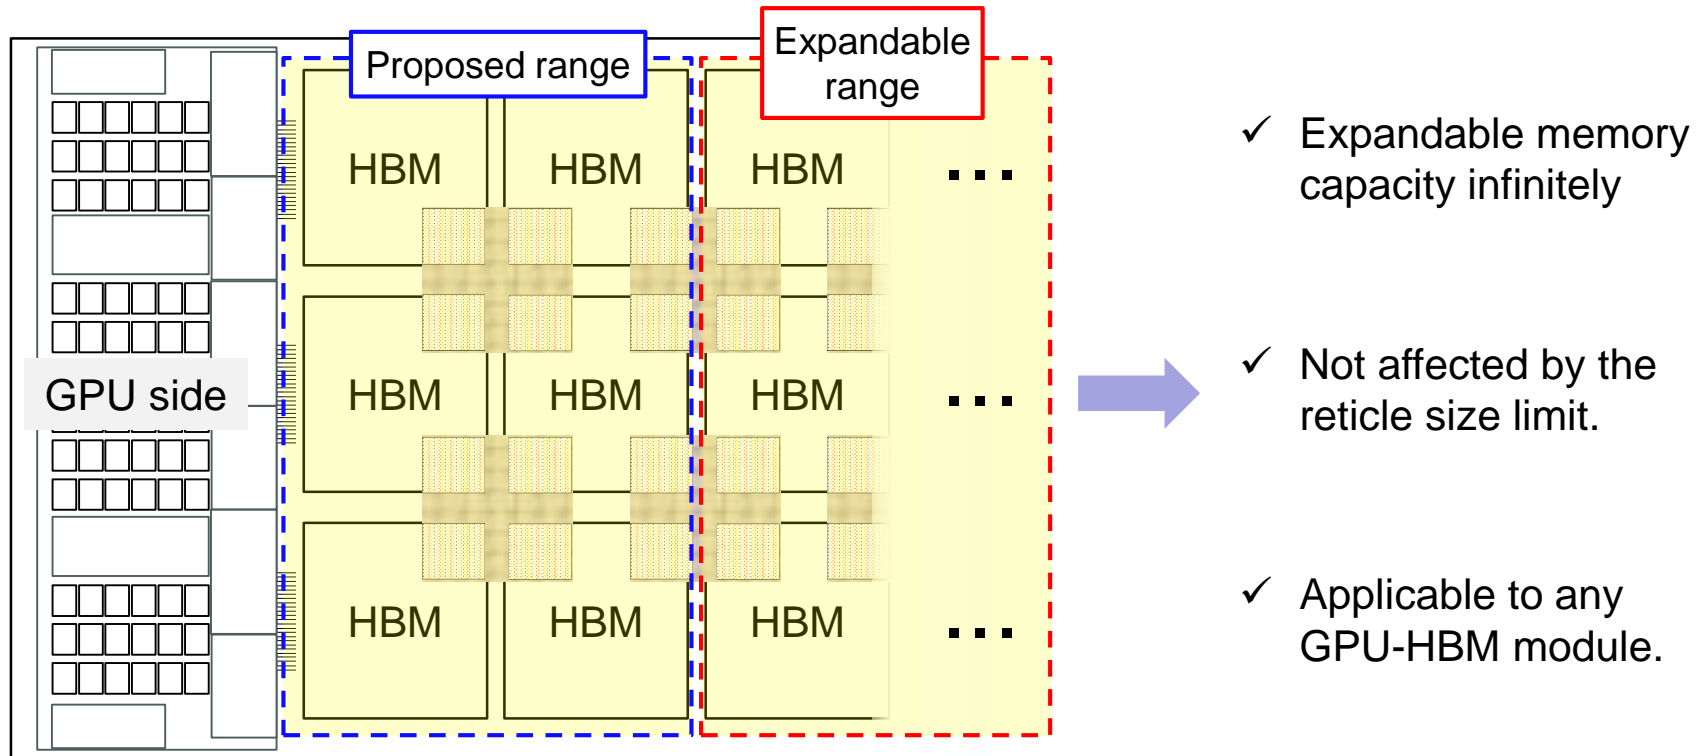 Proposed range
Expandable
range
HBM HBM HBM ...
GPU side
HBM HBM HBM ...
HBM HBM HBM ...
✓ Expandable memory
capacity infinitely
✓ Not affected by the
reticle size limit.
✓ Applicable to any
GPU-HBM module.